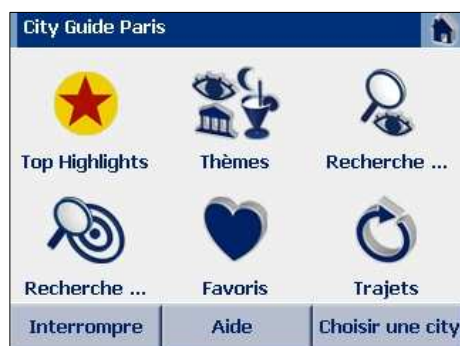 City Guide Paris
Top Highlights
Thèmes
Recherche ...
Recherche ...
Favoris
Trajets
Interrompre
Aide
Choisir une city